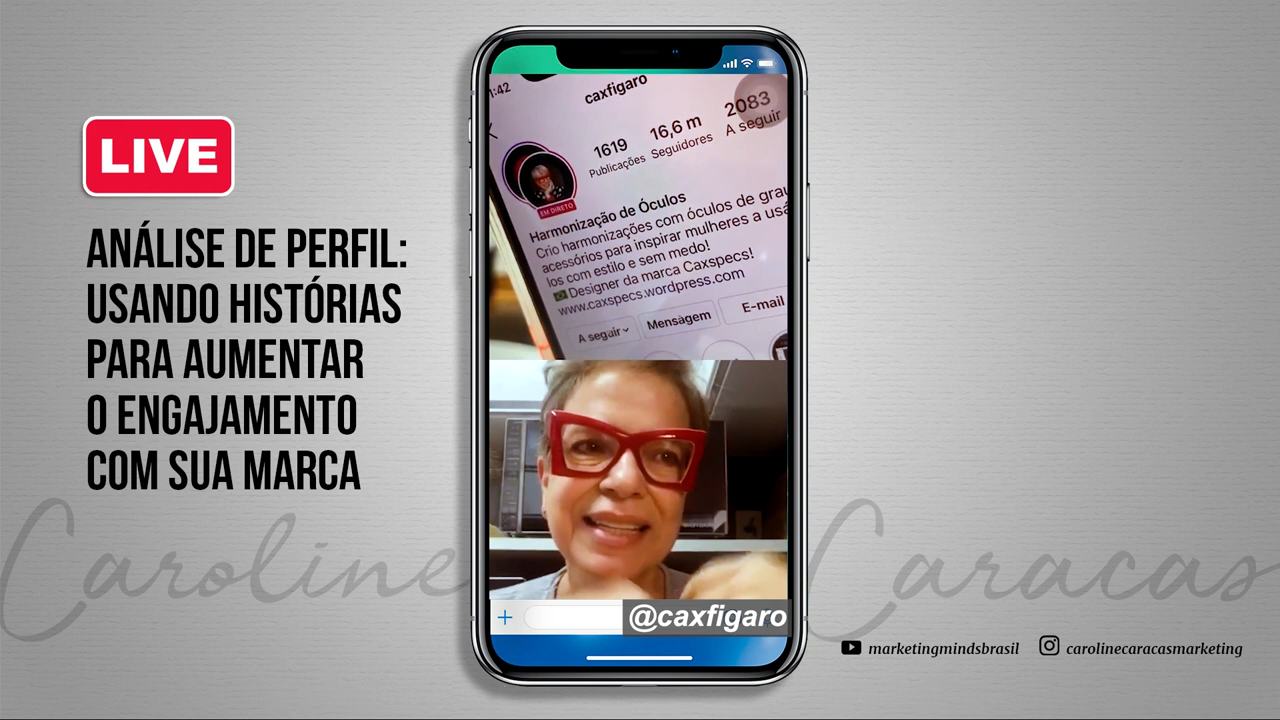 LIVE
ANÁLISE DE PERFIL:
USANDO HISTÓRIAS
PARA AUMENTAR
O ENGAJAMENTO
COM SUA MARCA
1:42
caxfigaro
1619
Publicações
16,6 m
Seguidores
2083
A seguir
EM DIRETO
Harmonização de Óculos
Crio harmonizações com óculos de grau
acessórios para inspirar mulheres a usá
los com estilo e sem medo!
Designer da marca Caxspecs!
www.caxspecs.wordpress.com
A seguir
Mensagem
E-mail
@caxfigaro
Caroline Caracas
marketingmindsbrasil
carolinecaracasmarketing